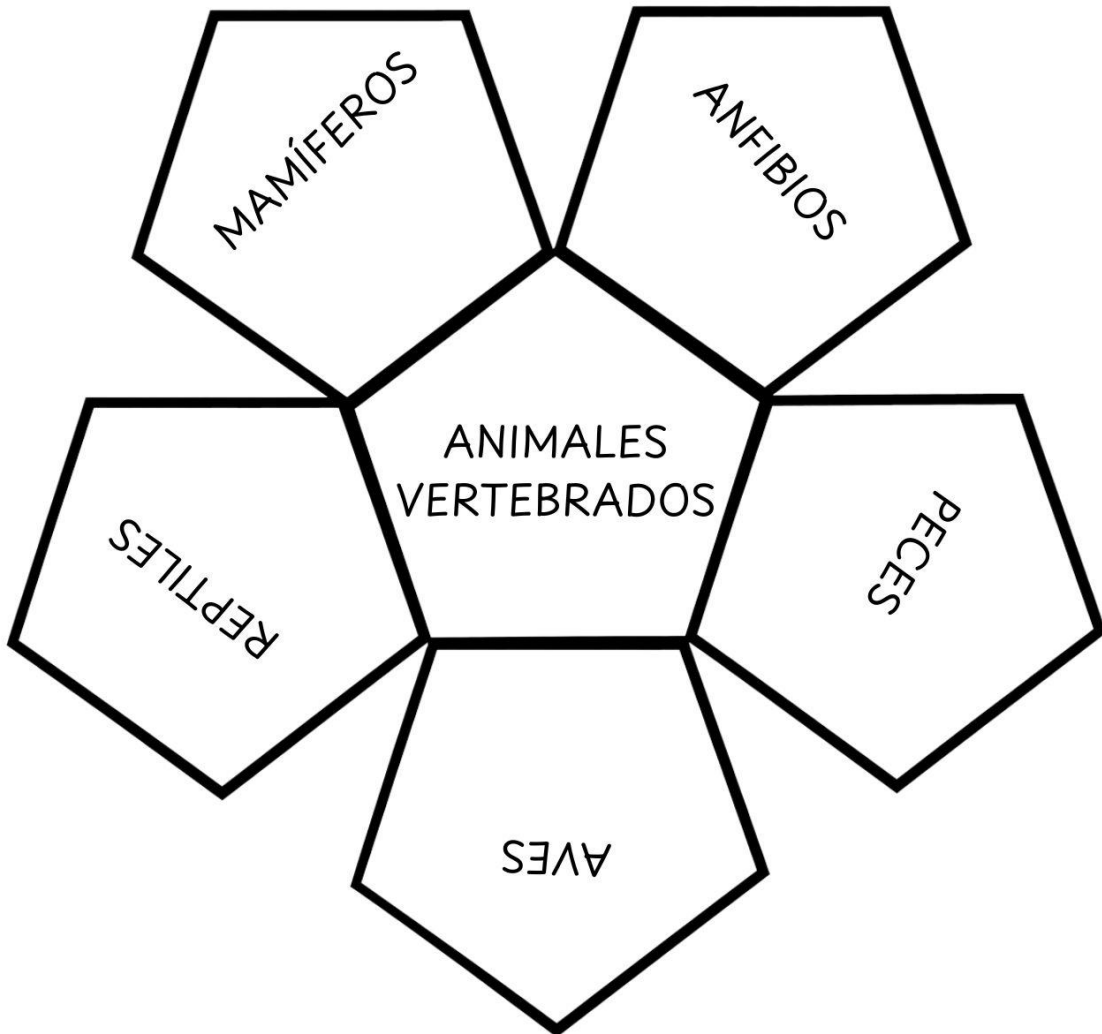 MAMÍFEROS
ANFIBIOS
ANIMALES
VERTEBRADOS
REPTILES
PECES
AVES